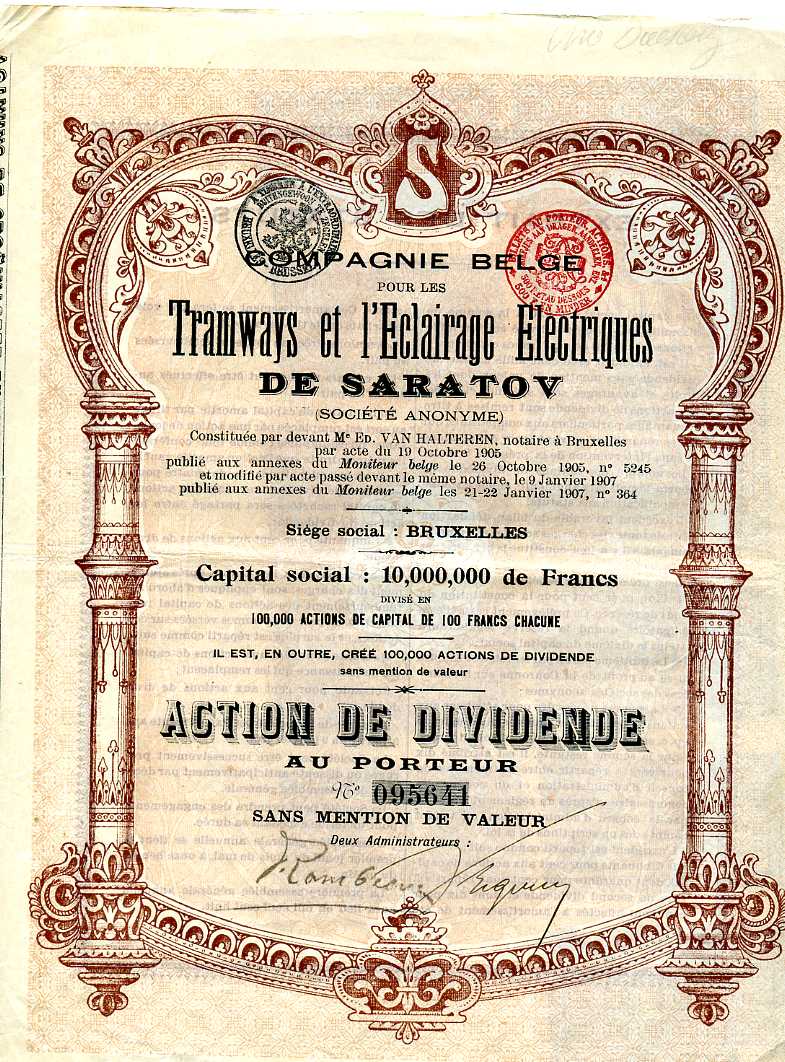 S
COMPAGNIE BELGE
POUR LES
Tramways et l'Eclairage Electriques
DE SARATOV
(SOCIÉTÉ ANONYME)
Constituée par devant Me ED. VAN HALTEREN, notaire à Bruxelles
par acte du 19 Octobre 1905
publié aux annexes du Moniteur belge le 26 Octobre 1905, no 5245
et modifié par acte passé devant le même notaire, le 9 Janvier 1907
publié aux annexes du Moniteur belge les 21-22 Janvier 1907, no 364
Siége social : BRUXELLES
Capital social : 10,000,000 de Francs
DIVISÉ EN
100,000 ACTIONS DE CAPITAL DE 100 FRANCS CHACUNE
IL EST, EN OUTRE, CRÉÉ 100,000 ACTIONS DE DIVIDENDE
sans mention de valeur
ACTION DE DIVIDENDE
AU PORTEUR
No 095641
SANS MENTION DE VALEUR
Deux Administrateurs :